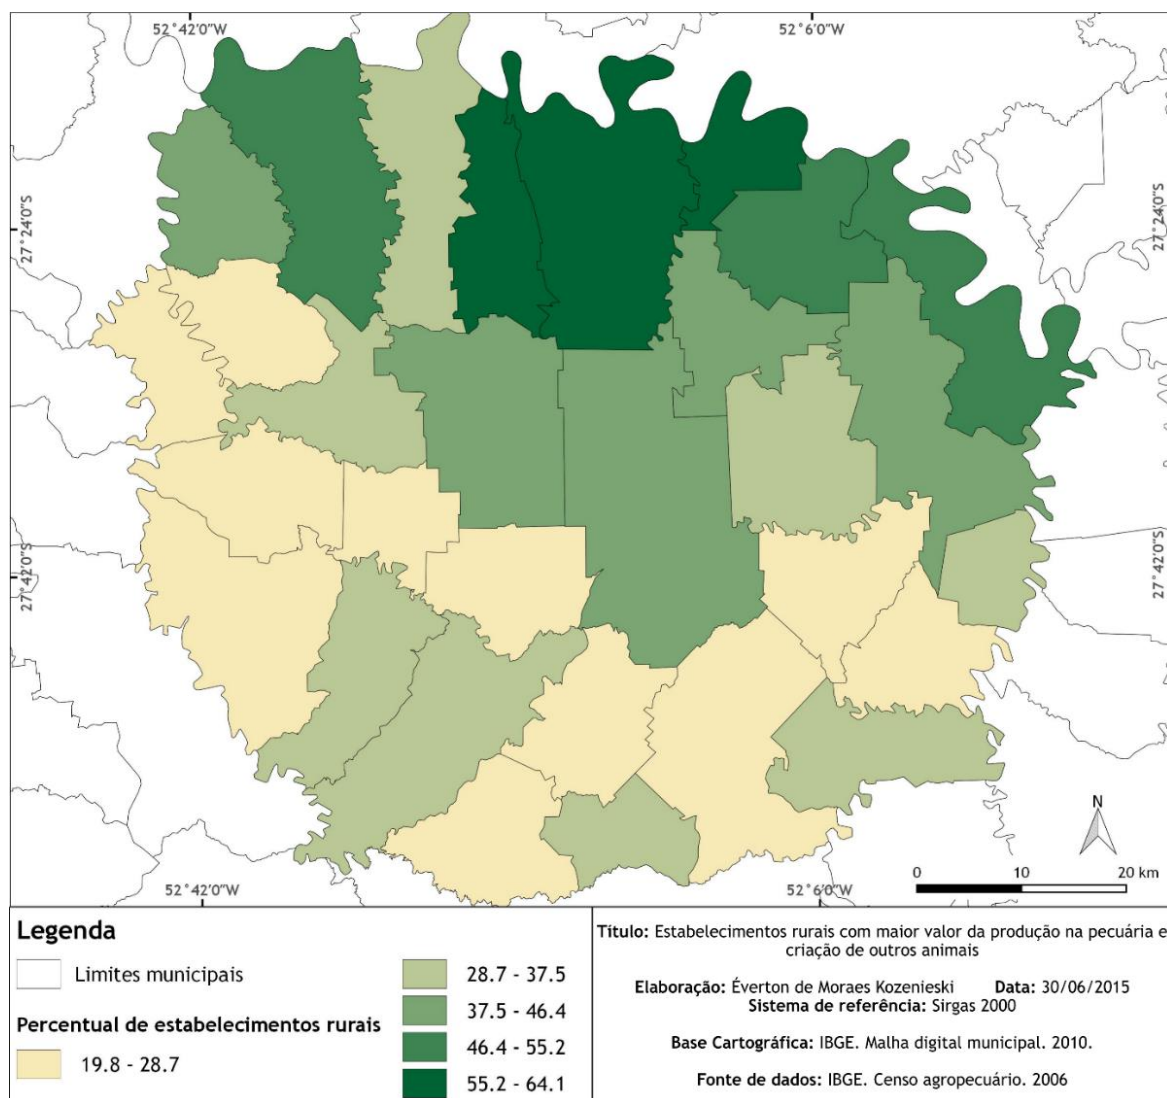 52°42'0"W
52°6'0"W
27°24'0"S
27°24'0"S
27°42'0"S
27°42'0"S
N
0 10 20 km
52°42'0"W
52°6'0"W
Legenda
Limites municipais
Percentual de estabelecimentos rurais
19.8 - 28.7
28.7 - 37.5
37.5 - 46.4
46.4 - 55.2
55.2 - 64.1
Título: Estabelecimentos rurais com maior valor da produção na pecuária e
criação de outros animais
Elaboração: Éverton de Moraes Kozenieski Data: 30/06/2015
Sistema de referência: Sirgas 2000
Base Cartográfica: IBGE. Malha digital municipal. 2010.
Fonte de dados: IBGE. Censo agropecuário. 2006